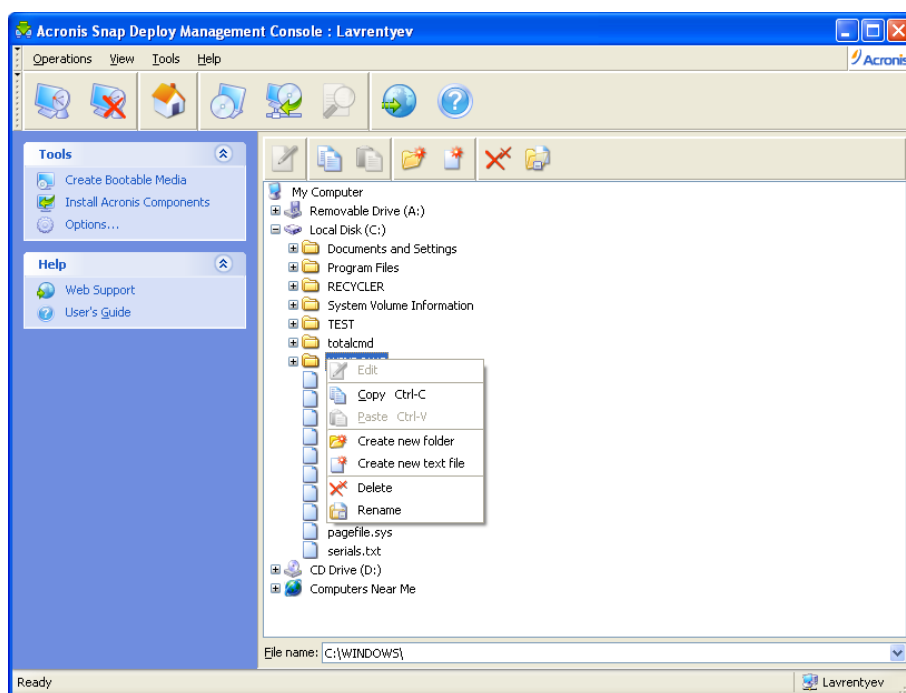 Acronis Snap Deploy Management Console : Lavrentyev
Operations View Tools Help
Acronis
Tools
Create Bootable Media
Install Acronis Components
Options...
Help
Web Support
User's Guide
My Computer
Removable Drive (A:)
Local Disk (C:)
Documents and Settings
Program Files
RECYCLER
System Volume Information
TEST
totalcmd
Edit
Copy Ctrl-C
Paste Ctrl-V
Create new folder
Create new text file
Delete
Rename
pagefile.sys
serials.txt
CD Drive (D:)
Computers Near Me
File name: C:\WINDOWS\
Ready
Lavrentyev